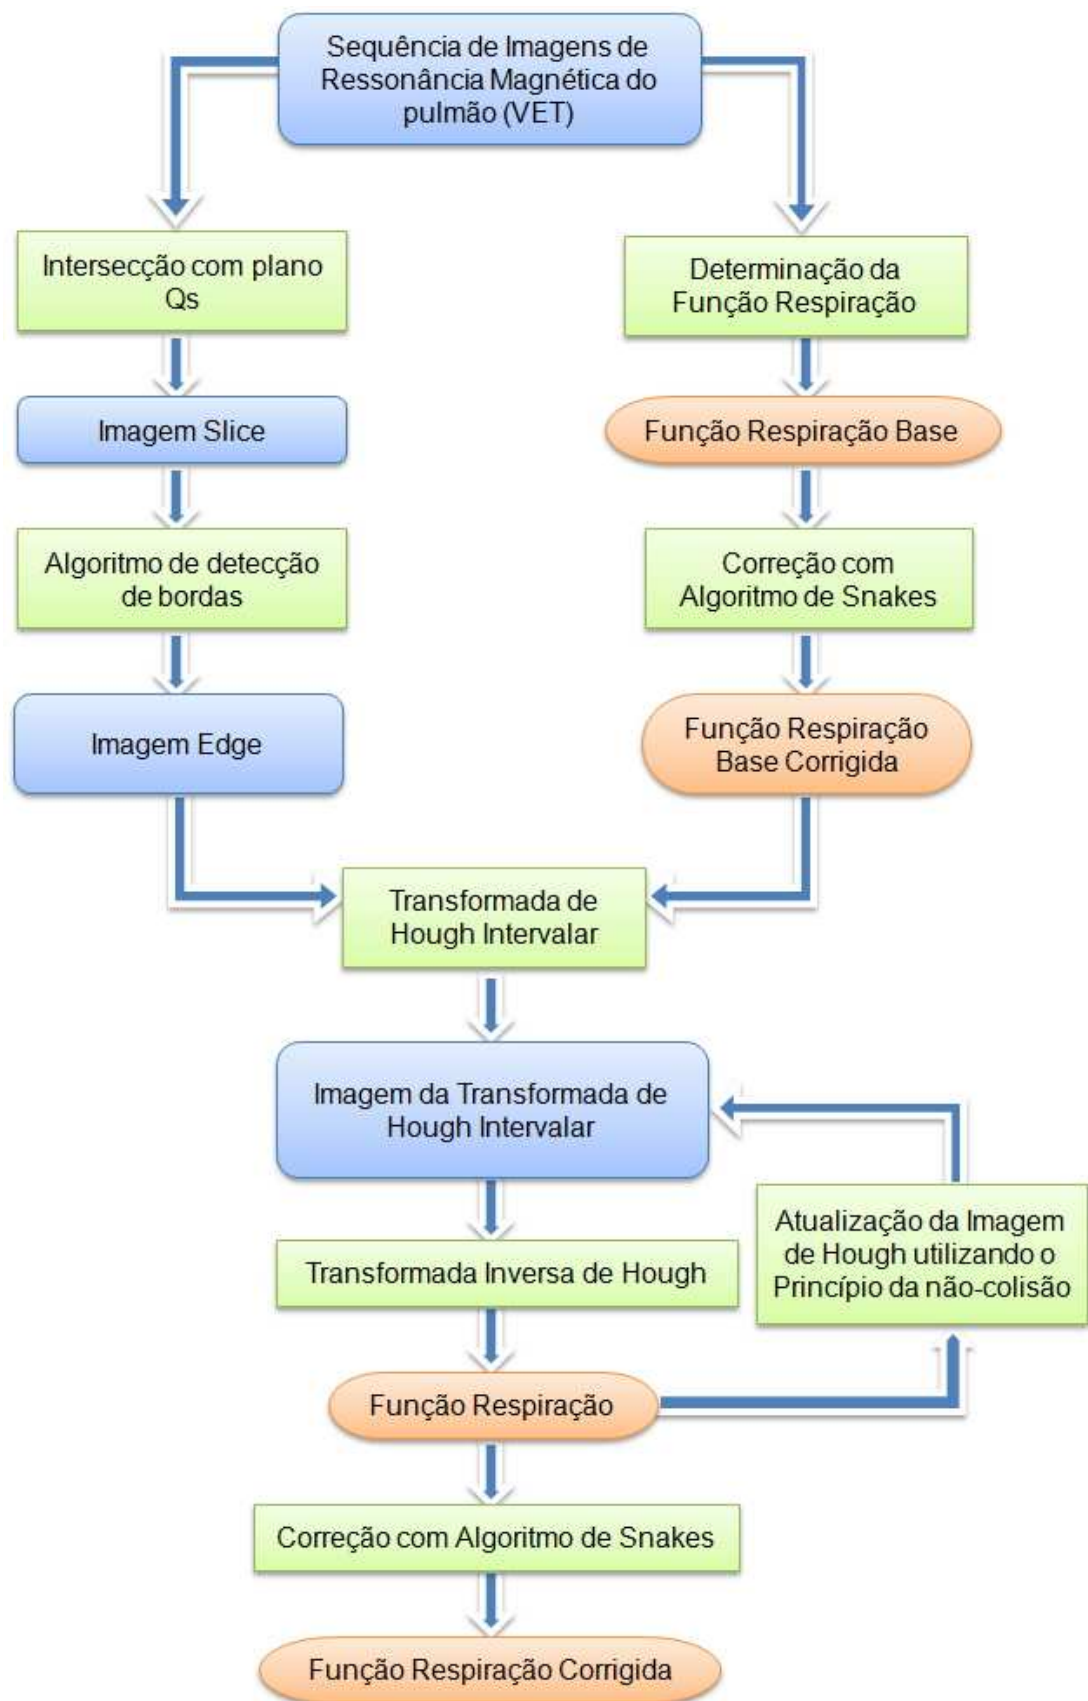 Sequência de Imagens de
Ressonância Magnética do
pulmão (VET)
Intersecção com plano
Qs
Imagem Slice
Algoritmo de detecção
de bordas
Imagem Edge
Determinação da
Função Respiração
Função Respiração Base
Correção com
Algoritmo de Snakes
Função Respiração
Base Corrigida
Transformada de
Hough Intervalar
Imagem da Transformada de
Hough Intervalar
Transformada Inversa de Hough
Função Respiração
Atualização da Imagem
de Hough utilizando o
Princípio da não-colisão
Correção com Algoritmo de Snakes
Função Respiração Corrigida